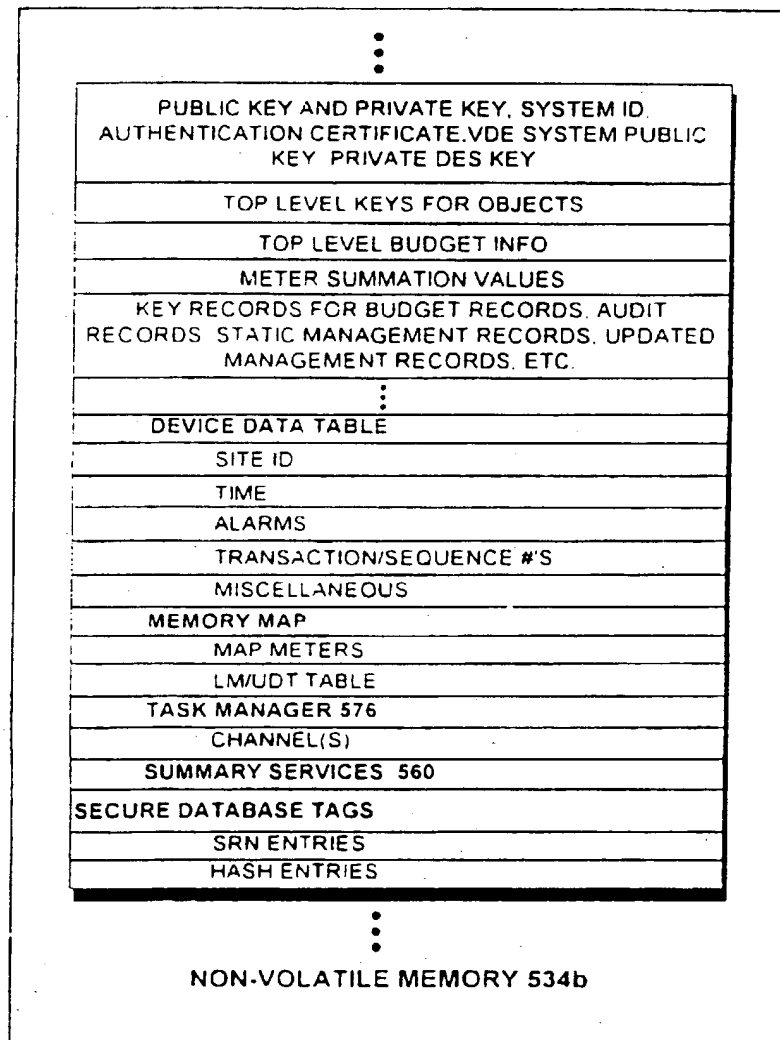 PUBLIC KEY AND PRIVATE KEY, SYSTEM ID
AUTHENTICATION CERTIFICATE.VDE SYSTEM PUBLIC
KEY PRIVATE DES KEY
TOP LEVEL KEYS FOR OBJECTS
TOP LEVEL BUDGET INFO
METER SUMMATION VALUES
KEY RECORDS FOR BUDGET RECORDS, AUDIT
RECORDS STATIC MANAGEMENT RECORDS, UPDATED
MANAGEMENT RECORDS, ETC.
DEVICE DATA TABLE
SITE ID
TIME
ALARMS
TRANSACTION/SEQUENCE #'S
MISCELLANEOUS
MEMORY MAP
MAP METERS
LM/UDT TABLE
TASK MANAGER 576
CHANNEL(S)
SUMMARY SERVICES 560
SECURE DATABASE TAGS
SRN ENTRIES
HASH ENTRIES
NON-VOLATILE MEMORY 534b